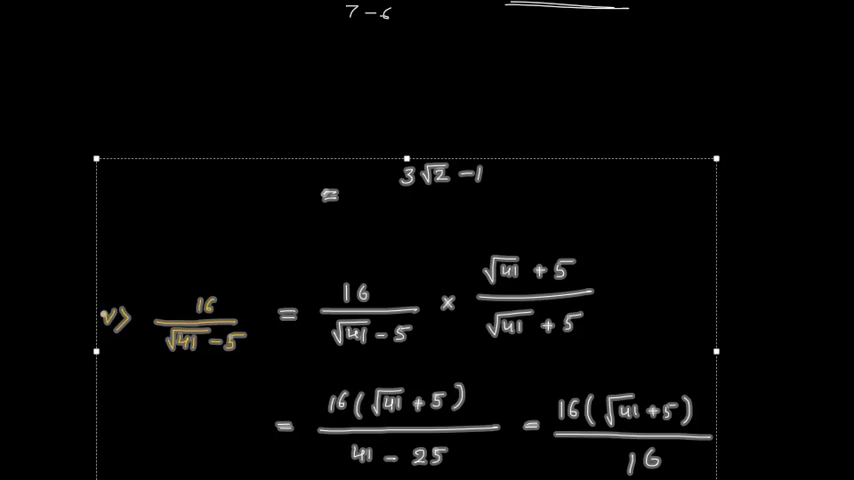 7 - 6
= 3√2 - 1
v> 16/(√41 - 5) = 16/(√41 - 5) × (√41 + 5)/(√41 + 5)
= 16(√41 + 5)/(41 - 25) = 16(√41 + 5)/16